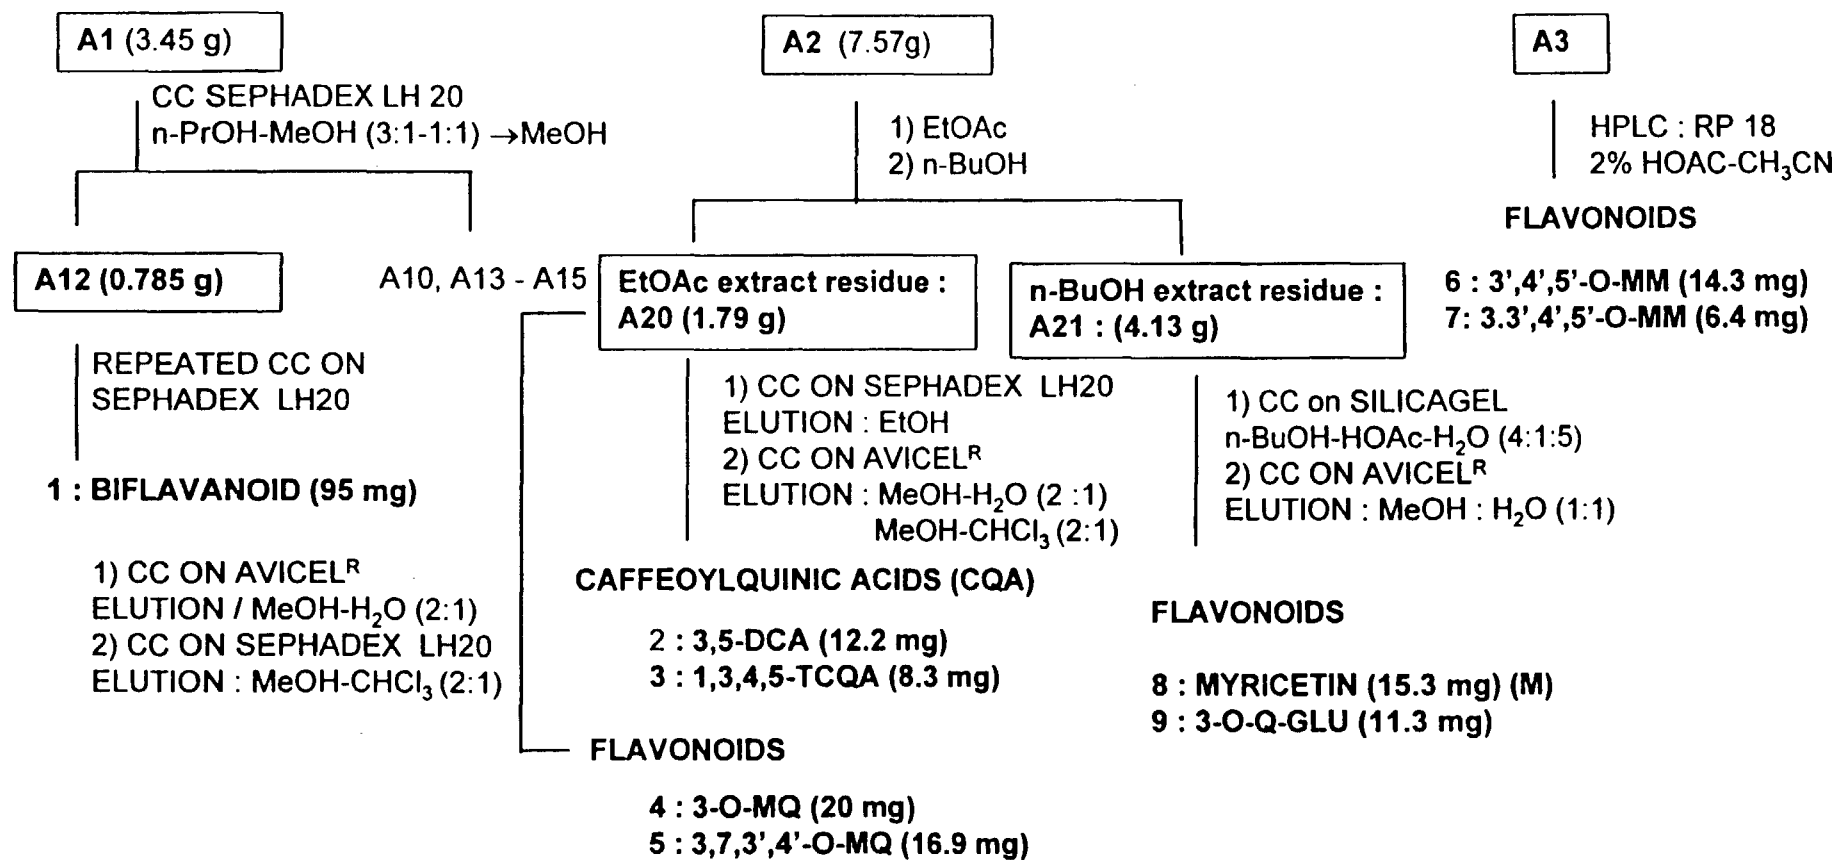 A1 (3.45 g)
CC SEPHADEX LH 20
n-PrOH-MeOH (3:1-1:1) →MeOH
A12 (0.785 g)
A10, A13 - A15
REPEATED CC ON
SEPHADEX LH20
1 : BIFLAVANOID (95 mg)
1) CC ON AVICELᴿ
ELUTION / MeOH-H₂O (2:1)
2) CC ON SEPHADEX LH20
ELUTION : MeOH-CHCl₃ (2:1)
A2 (7.57g)
1) EtOAc
2) n-BuOH
EtOAc extract residue :
A20 (1.79 g)
1) CC ON SEPHADEX LH20
ELUTION : EtOH
2) CC ON AVICELᴿ
ELUTION : MeOH-H₂O (2 :1)
MeOH-CHCl₃ (2:1)
CAFFEOYLQUINIC ACIDS (CQA)
2 : 3,5-DCA (12.2 mg)
3 : 1,3,4,5-TCQA (8.3 mg)
FLAVONOIDS
4 : 3-O-MQ (20 mg)
5 : 3,7,3',4'-O-MQ (16.9 mg)
n-BuOH extract residue :
A21 : (4.13 g)
1) CC on SILICAGEL
n-BuOH-HOAc-H₂O (4:1:5)
2) CC ON AVICELᴿ
ELUTION : MeOH : H₂O (1:1)
FLAVONOIDS
8 : MYRICETIN (15.3 mg) (M)
9 : 3-O-Q-GLU (11.3 mg)
A3
HPLC : RP 18
2% HOAC-CH₃CN
FLAVONOIDS
6 : 3',4',5'-O-MM (14.3 mg)
7: 3.3',4',5'-O-MM (6.4 mg)